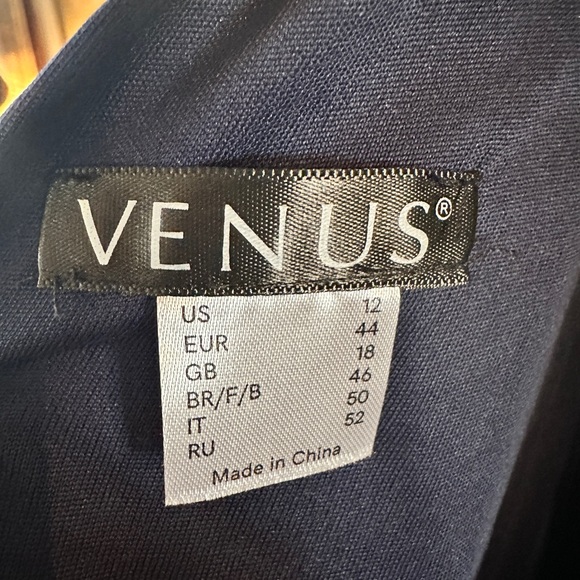 VENUS®
US 12
EUR 44
GB 18
BR/F/B 46
IT 50
RU 52
Made in China